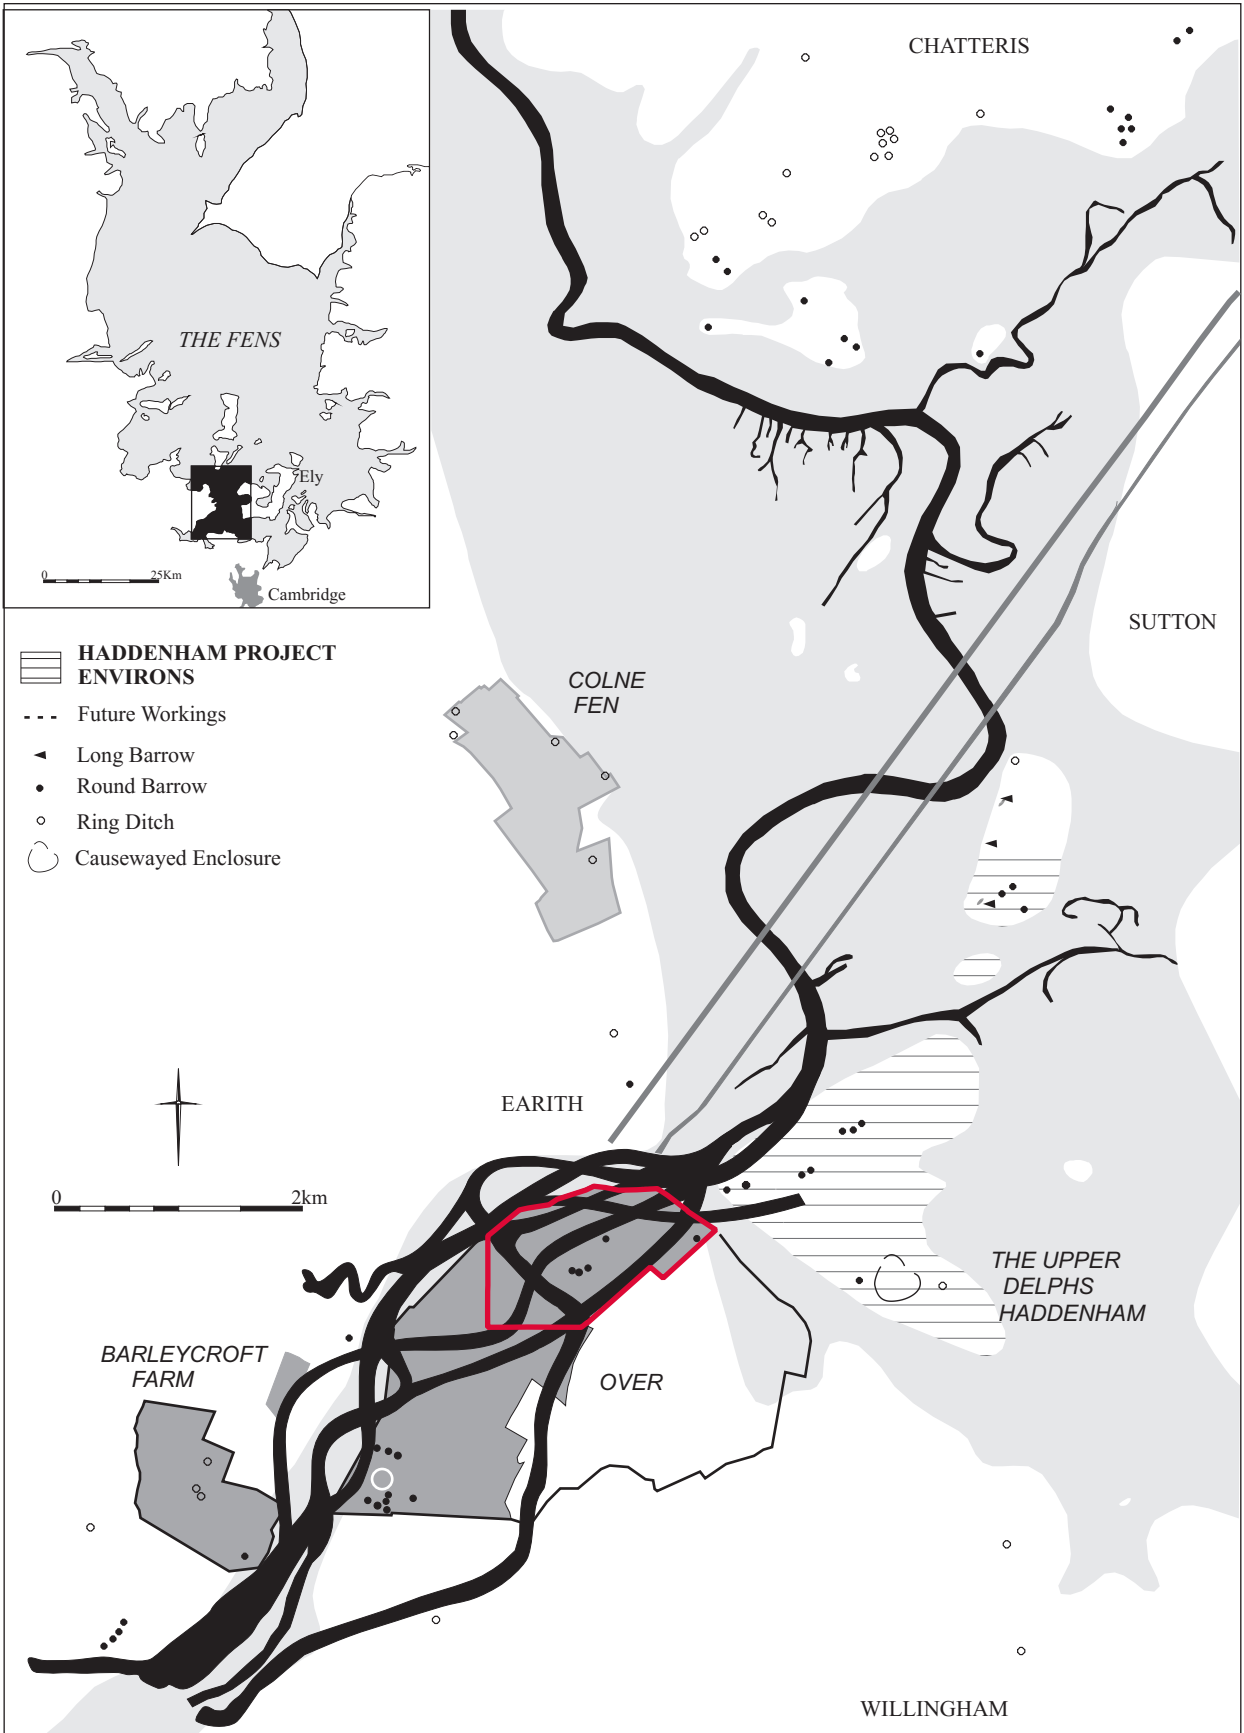 CHATTERIS
THE FENS
Ely
0 25Km
Cambridge
SUTTON
HADDENHAM PROJECT
ENVIRONS
Future Workings
Long Barrow
Round Barrow
Ring Ditch
Causewayed Enclosure
COLNE
FEN
EARITH
0 2km
THE UPPER
DELPHS
HADDENHAM
BARLEYCROFT
FARM
OVER
WILLINGHAM